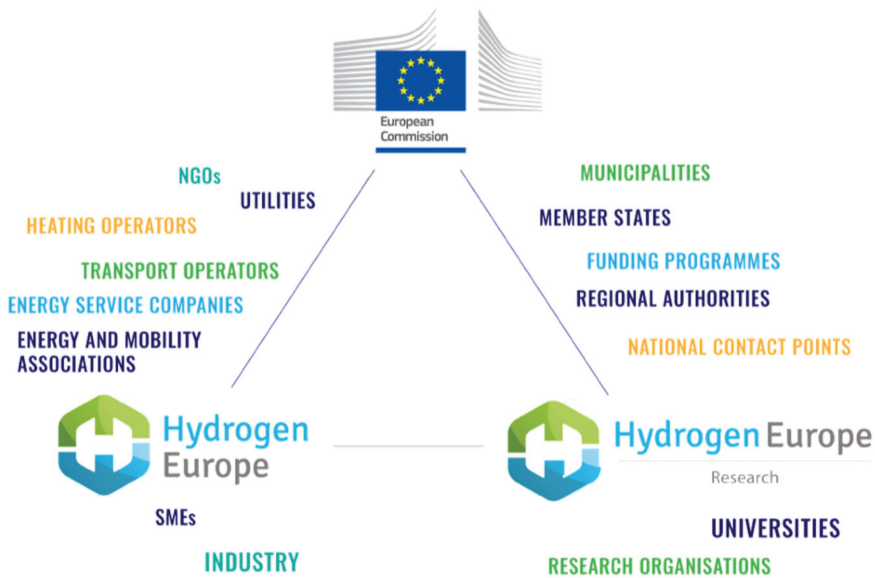 European
Commission
NGOs
UTILITIES
HEATING OPERATORS
TRANSPORT OPERATORS
ENERGY SERVICE COMPANIES
ENERGY AND MOBILITY
ASSOCIATIONS
MUNICIPALITIES
MEMBER STATES
FUNDING PROGRAMMES
REGIONAL AUTHORITIES
NATIONAL CONTACT POINTS
Hydrogen
Europe
SMEs
INDUSTRY
Hydrogen Europe
Research
UNIVERSITIES
RESEARCH ORGANISATIONS